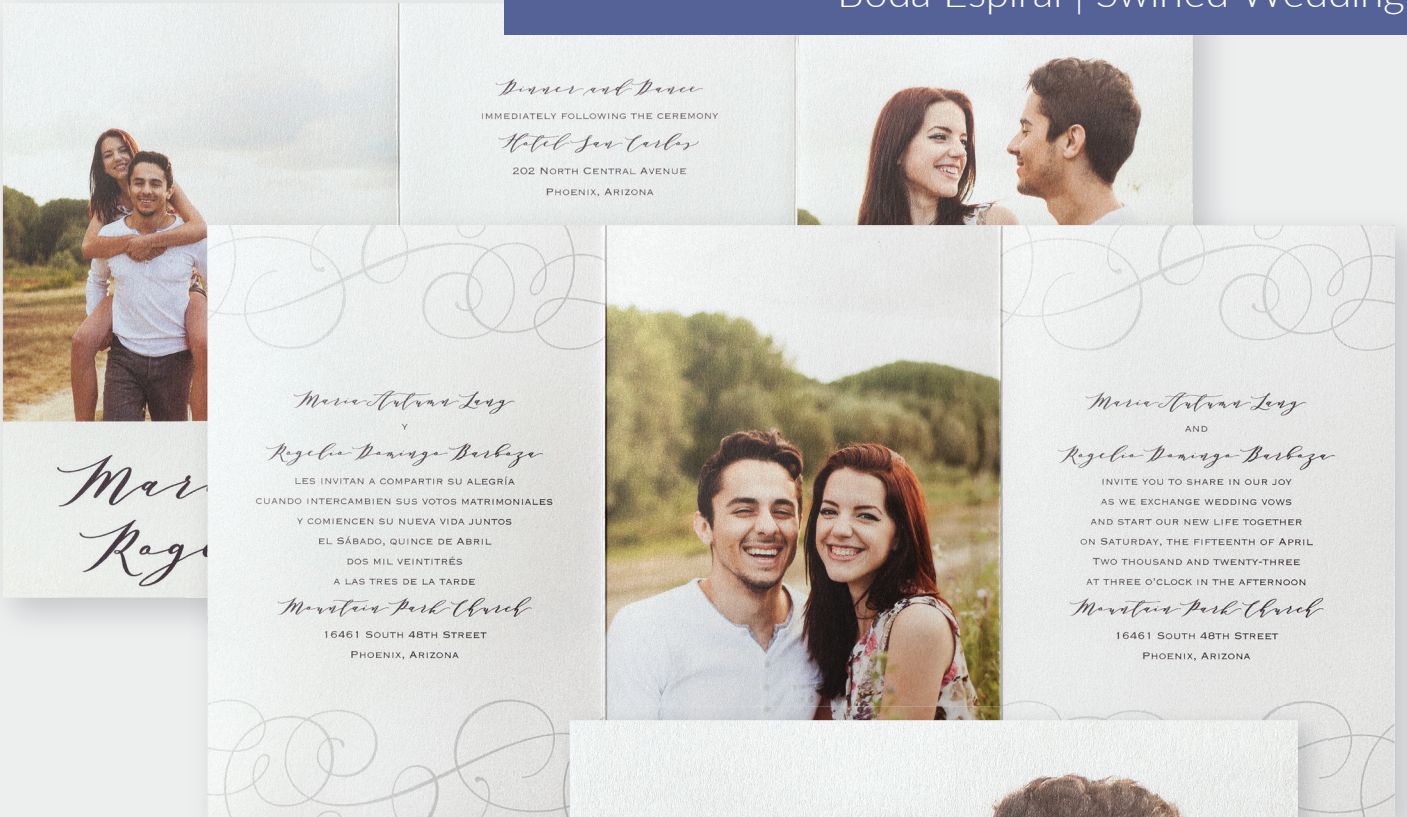 Boda Espiral | Swirled Wedding
Dinner and Dance
IMMEDIATELY FOLLOWING THE CEREMONY
Hotel San Carlos
202 NORTH CENTRAL AVENUE
PHOENIX, ARIZONA
Maria Autumn Lang
Y
Rogelio Domingo Barboza
LES INVITAN A COMPARTIR SU ALEGRÍA
CUANDO INTERCAMBIEN SUS VOTOS MATRIMONIALES
Y COMIENCEN SU NUEVA VIDA JUNTOS
EL SÁBADO, QUINCE DE ABRIL
DOS MIL VEINTITRÉS
A LAS TRES DE LA TARDE
Mountain Park Church
16461 SOUTH 48TH STREET
PHOENIX, ARIZONA
Maria Autumn Lang
AND
Rogelio Domingo Barboza
INVITE YOU TO SHARE IN OUR JOY
AS WE EXCHANGE WEDDING VOWS
AND START OUR NEW LIFE TOGETHER
ON SATURDAY, THE FIFTEENTH OF APRIL
TWO THOUSAND AND TWENTY-THREE
AT THREE O'CLOCK IN THE AFTERNOON
Mountain Park Church
16461 SOUTH 48TH STREET
PHOENIX, ARIZONA